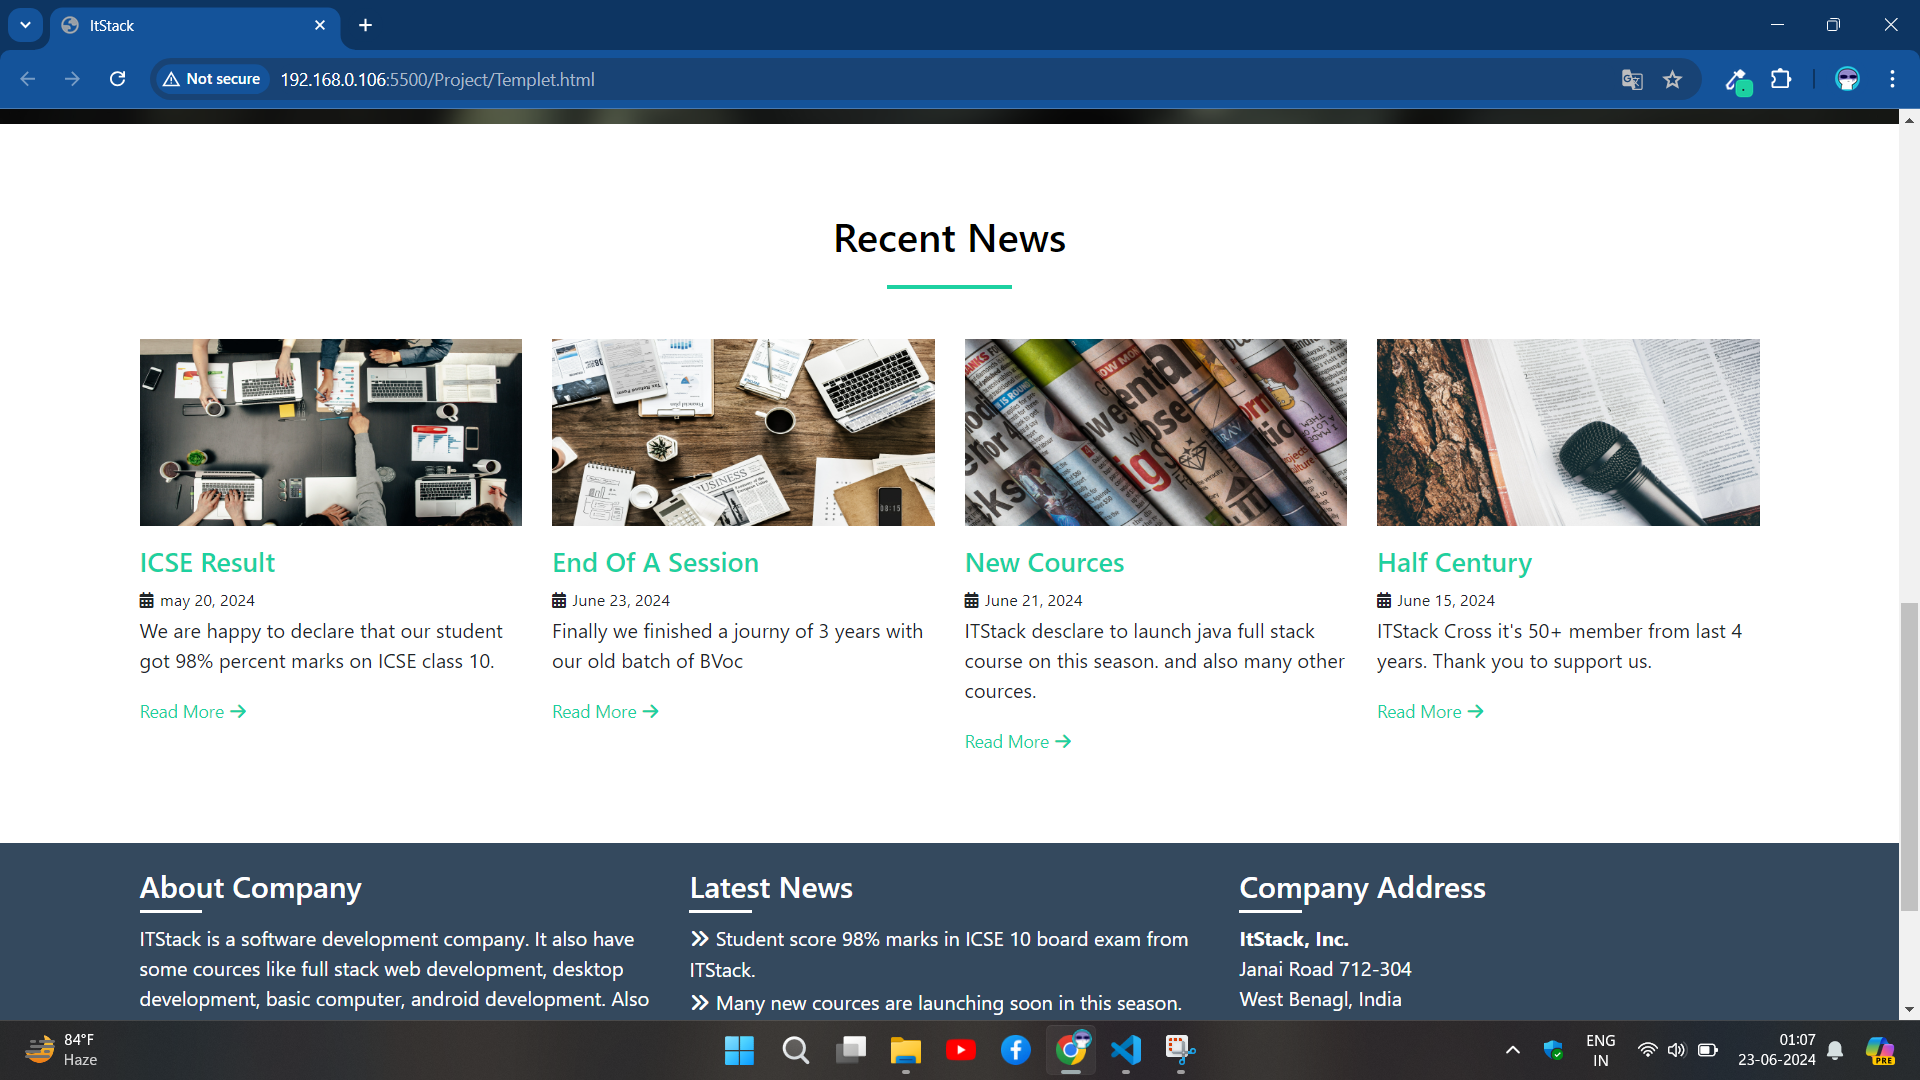 ItStack
Not secure
192.168.0.106:5500/Project/Templet.html
Recent News
ICSE Result
may 20, 2024
We are happy to declare that our student
got 98% percent marks on ICSE class 10.
Read More
End Of A Session
June 23, 2024
Finally we finished a journy of 3 years with
our old batch of BVoc
Read More
New Cources
June 21, 2024
ITStack desclare to launch java full stack
course on this season. and also many other
cources.
Read More
Half Century
June 15, 2024
ITStack Cross it's 50+ member from last 4
years. Thank you to support us.
Read More
About Company
ITStack is a software development company. It also have
some cources like full stack web development, desktop
development, basic computer, android development. Also
Latest News
Student score 98% marks in ICSE 10 board exam from
ITStack.
Many new cources are launching soon in this season.
Company Address
ItStack, Inc.
Janai Road 712-304
West Benagl, India
84°F
Haze
ENG
IN
01:07
23-06-2024
PRE